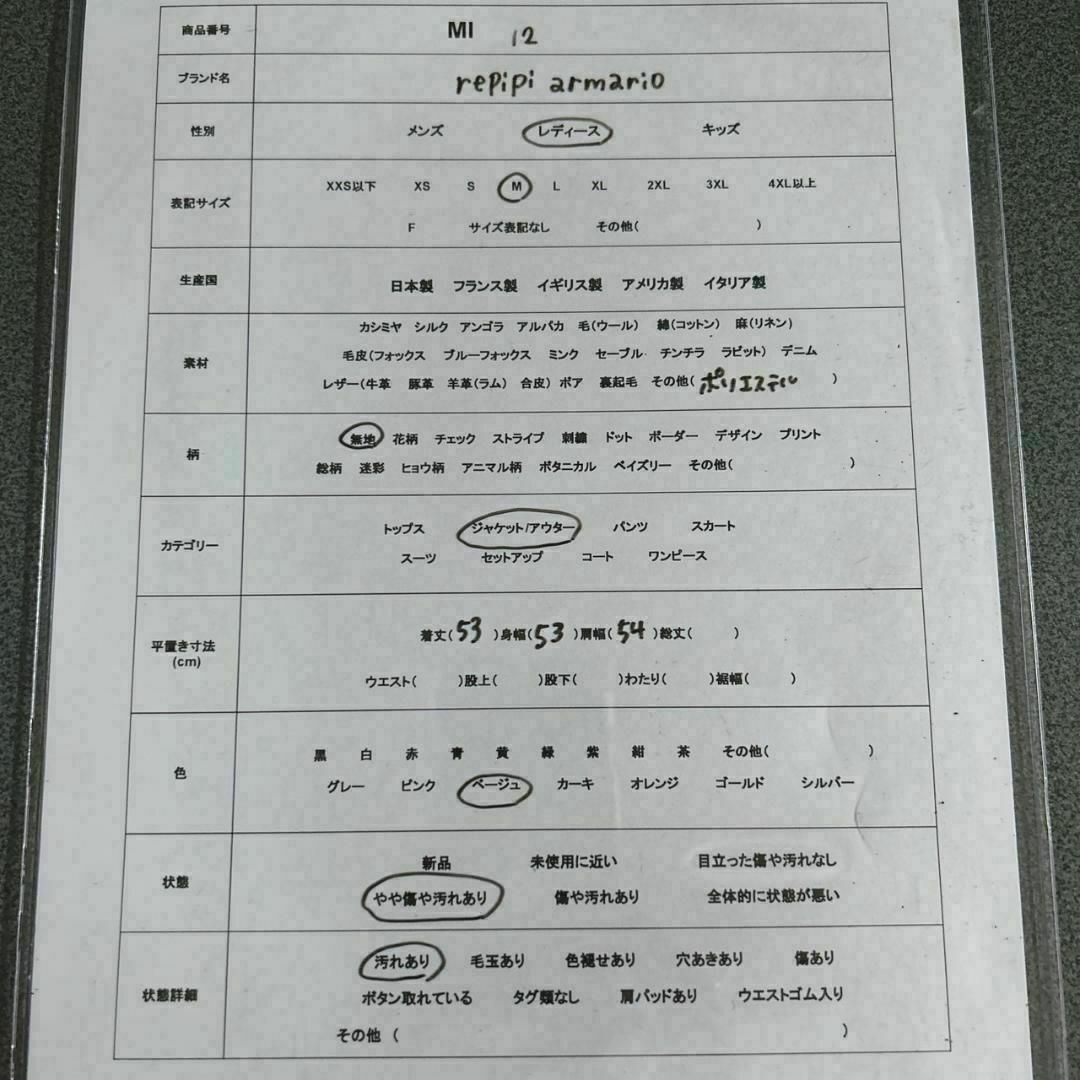 商品番号 MI 12
ブランド名 repipi armario
性別 メンズ レディース キッズ
XXS以下 XS S M L XL 2XL 3XL 4XL以上
表記サイズ
F サイズ表記なし その他( )
生産国 日本製 フランス製 イギリス製 アメリカ製 イタリア製
カシミヤ シルク アンゴラ アルパカ 毛(ウール) 綿(コットン) 麻(リネン)
素材 毛皮(フォックス ブルーフォックス ミンク セーブル チンチラ ラビット) デニム
レザー(牛革 豚革 羊革(ラム) 合皮) ボア 裏起毛 その他( ポリエステル )
無地 花柄 チェック ストライプ 刺繍 ドット ボーダー デザイン プリント
柄
総柄 迷彩 ヒョウ柄 アニマル柄 ボタニカル ペイズリー その他( )
トップス ジャケット/アウター パンツ スカート
カテゴリー
スーツ セットアップ コート ワンピース
着丈( 53 )身幅( 53 )肩幅( 54 )総丈( )
平置き寸法
(cm)
ウエスト( )股上( )股下( )わたり( )裾幅( )
黒 白 赤 青 黄 緑 紫 紺 茶 その他( )
色
グレー ピンク ベージュ カーキ オレンジ ゴールド シルバー
新品 未使用に近い 目立った傷や汚れなし
状態
やや傷や汚れあり 傷や汚れあり 全体的に状態が悪い
汚れあり 毛玉あり 色褪せあり 穴あきあり 傷あり
状態詳細 ボタン取れている タグ類なし 肩パッドあり ウエストゴム入り
その他 ( )